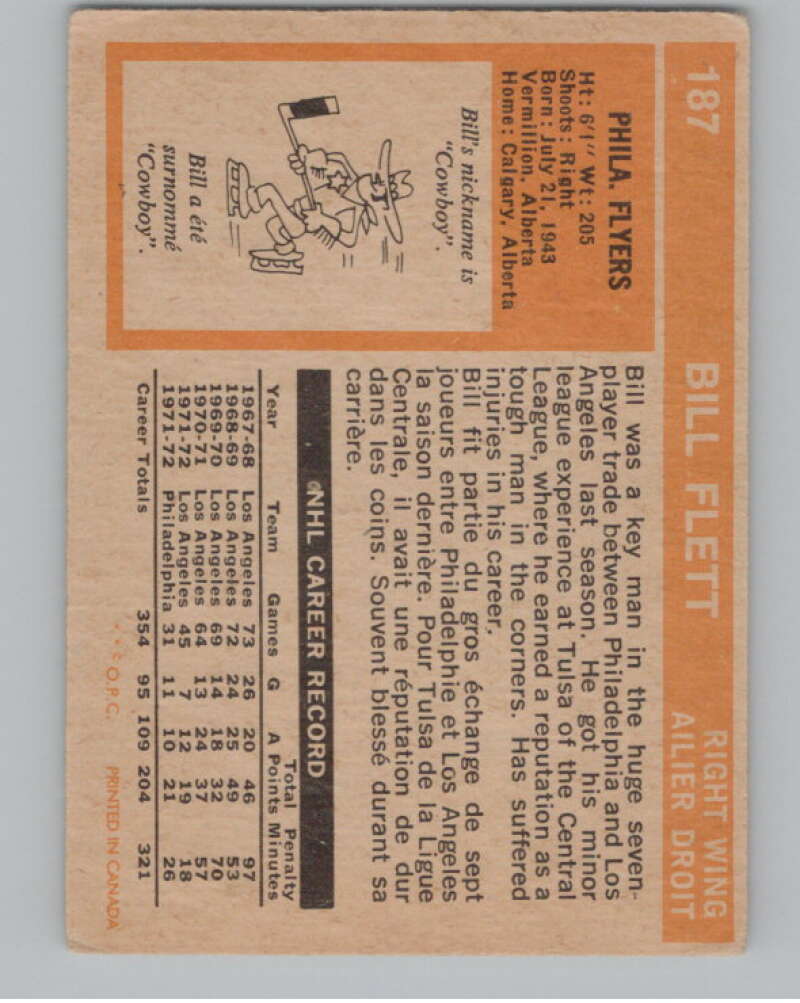 187 BILL FLETT RIGHT WING
AILIER DROIT
PHILA. FLYERS
Ht: 6'1" Wt: 205
Shoots: Right
Born: July 21, 1943
Vermillion, Alberta
Home: Calgary, Alberta
Bill's nickname is
"Cowboy".
Bill a été
surnommé
"Cowboy".
Bill was a key man in the huge seven-
player trade between Philadelphia and Los
Angeles last season. He got his minor
league experience at Tulsa of the Central
League, where he earned a reputation as a
tough man in the corners. Has suffered
injuries in his career.
Bill fit partie du gros échange de sept
joueurs entre Philadelphie et Los Angeles
la saison dernière. Pour Tulsa de la Ligue
Centrale, il avait une réputation de dur
dans les coins. Souvent blessé durant sa
carrière.
NHL CAREER RECORD
Total Penalty
Year Team Games G A Points Minutes
1967-68 Los Angeles 73 26 20 46 97
1968-69 Los Angeles 72 24 25 49 53
1969-70 Los Angeles 69 14 18 32 70
1970-71 Los Angeles 64 13 24 37 57
1971-72 Los Angeles 45 7 12 19 18
1971-72 Philadelphia 31 11 10 21 26
Career Totals 354 95 109 204 321
* * © O.P.C. PRINTED IN CANADA